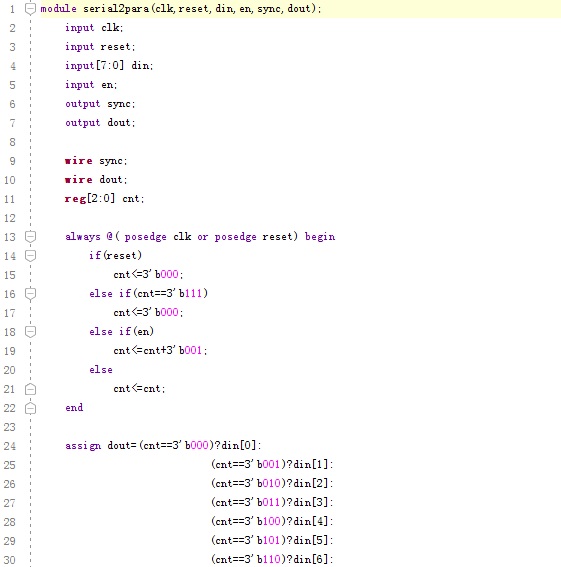 1 module serial2para(clk,reset,din,en,sync,dout);
2 input clk;
3 input reset;
4 input[7:0] din;
5 input en;
6 output sync;
7 output dout;
8
9 wire sync;
10 wire dout;
11 reg[2:0] cnt;
12
13 always @( posedge clk or posedge reset) begin
14 if(reset)
15 cnt<=3'b000;
16 else if(cnt==3'b111)
17 cnt<=3'b000;
18 else if(en)
19 cnt<=cnt+3'b001;
20 else
21 cnt<=cnt;
22 end
23
24 assign dout=(cnt==3'b000)?din[0]:
25 (cnt==3'b001)?din[1]:
26 (cnt==3'b010)?din[2]:
27 (cnt==3'b011)?din[3]:
28 (cnt==3'b100)?din[4]:
29 (cnt==3'b101)?din[5]:
30 (cnt==3'b110)?din[6]: